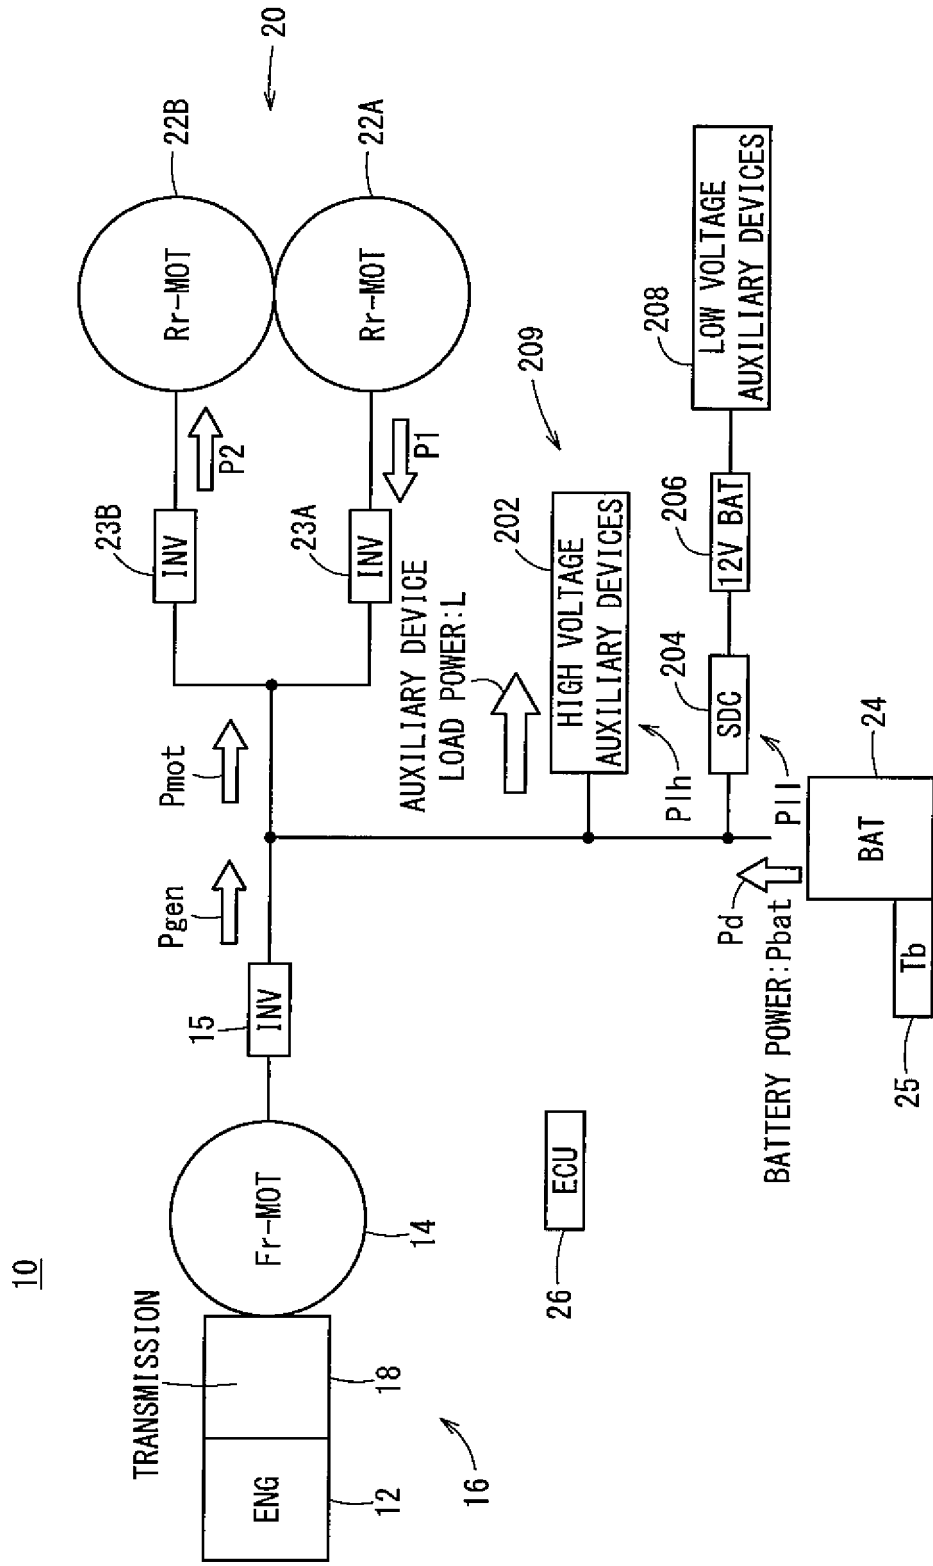 10
TRANSMISSION
ENG
12
18
16
Fr-MOT
14
15
INV
Pgen
Pmot
23B
INV
P2
Rr-MOT
22B
20
23A
INV
P1
Rr-MOT
22A
AUXILIARY DEVICE
LOAD POWER:L
209
202
HIGH VOLTAGE
AUXILIARY DEVICES
Plh
204
SDC
206
12V BAT
208
LOW VOLTAGE
AUXILIARY DEVICES
Pll
Pd
BATTERY POWER:Pbat
24
BAT
Tb
25
ECU
26